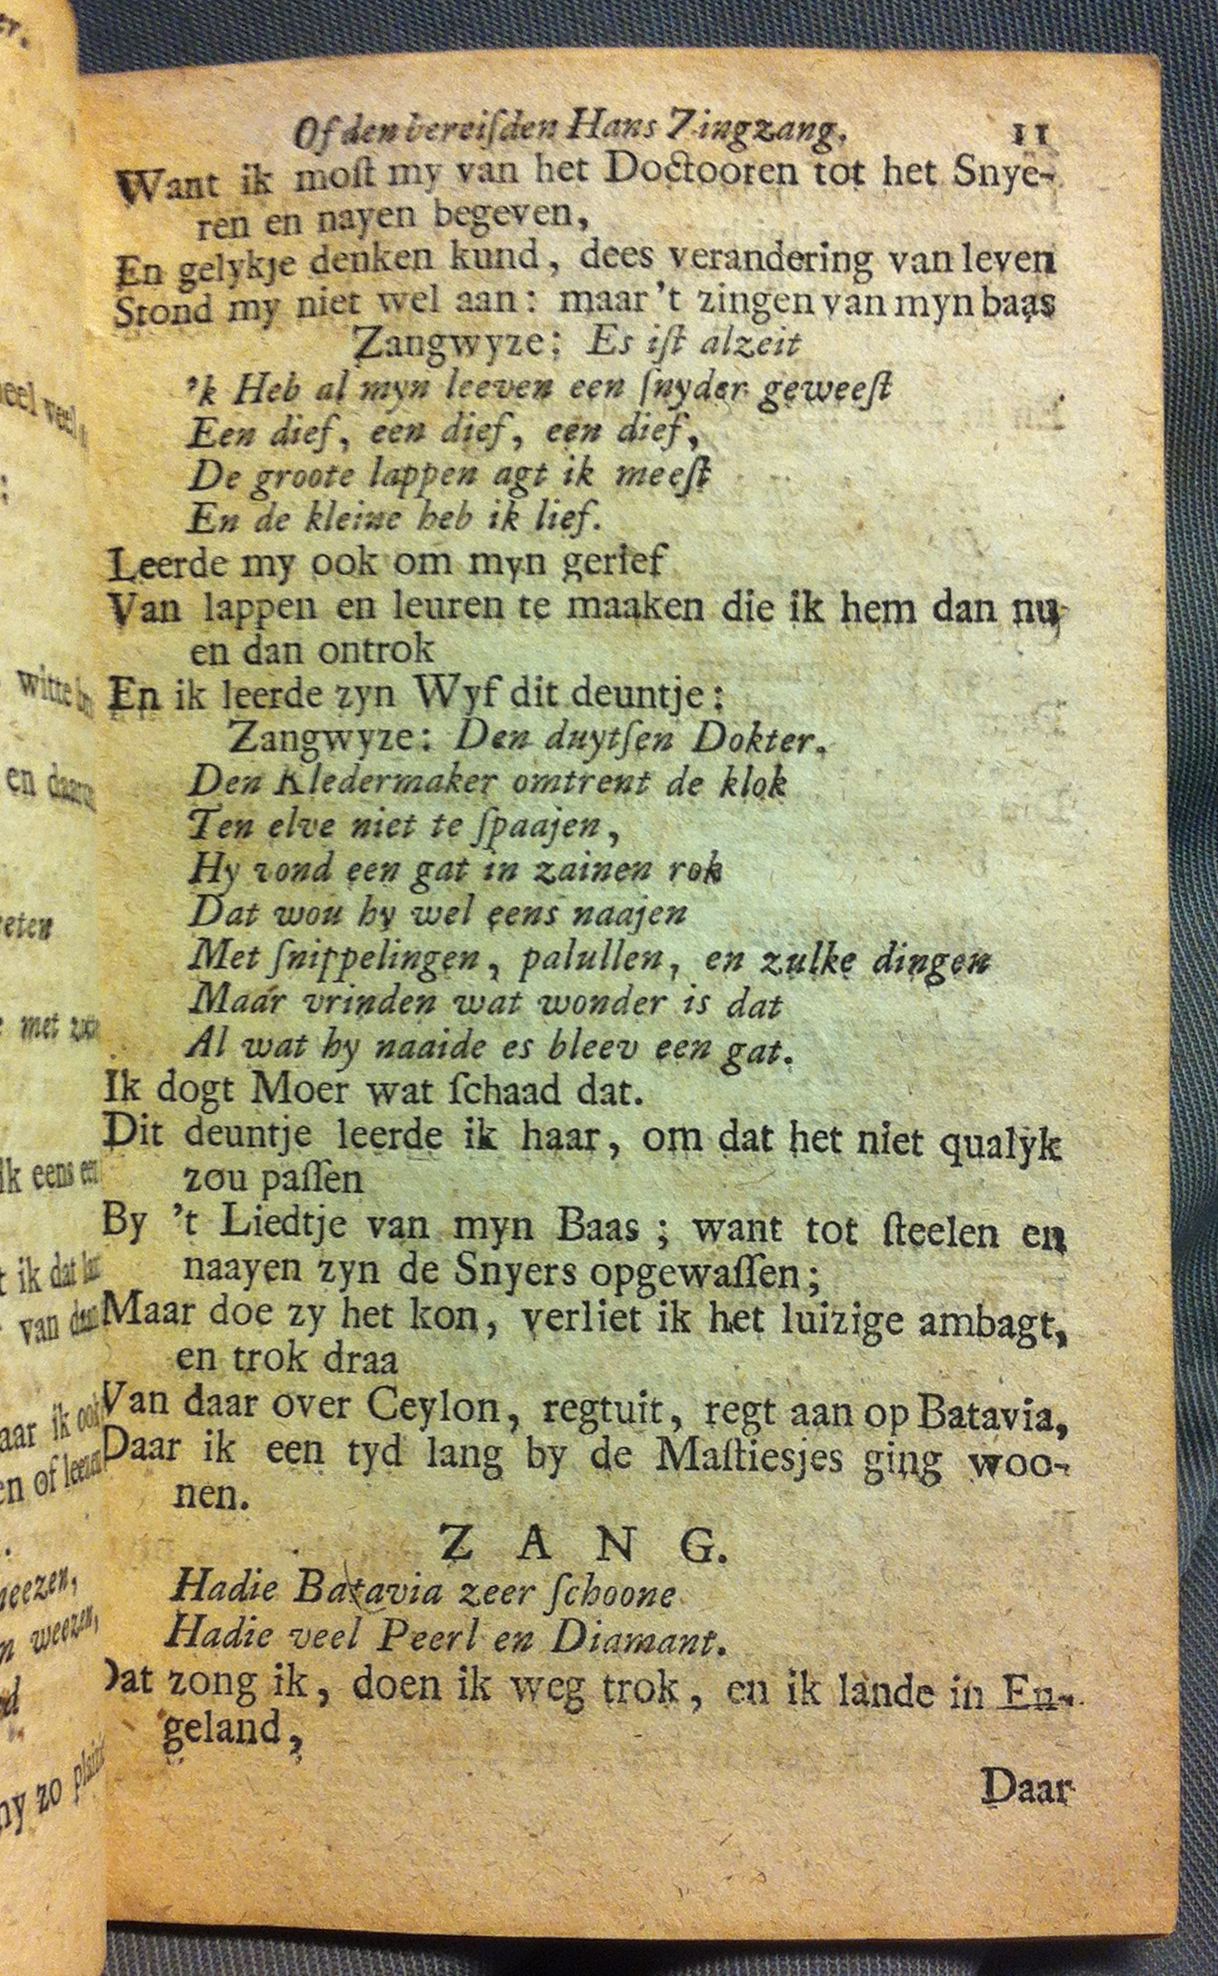 Of den bereiſden Hans Zingzang. 11
Want ik moſt my van het Doctooren tot het Snye-
ren en nayen begeven,
En gelykje denken kund, dees verandering van leven
Stond my niet wel aan: maar 't zingen van myn baas
Zangwyze: Es iſt alzeit
'k Heb al myn leeven een ſnyder geweeſt
Een dief, een dief, een dief,
De groote lappen agt ik meeſt
En de kleine heb ik lief.
Leerde my ook om myn gerief
Van lappen en leuren te maaken die ik hem dan nu
en dan ontrok
En ik leerde zyn Wyf dit deuntje:
Zangwyze: Den duytſen Dokter.
Den Kledermaker omtrent de klok
Ten elve niet te ſpaajen,
Hy vond een gat in zainen rok
Dat wou hy wel eens naajen
Met ſnippelingen, palullen, en zulke dingen
Maar vrinden wat wonder is dat
Al wat hy naaide es bleev een gat.
Ik dogt Moer wat ſchaad dat.
Dit deuntje leerde ik haar, om dat het niet qualyk
zou paſſen
By 't Liedtje van myn Baas; want tot ſteelen en
naayen zyn de Snyers opgewaſſen;
Maar doe zy het kon, verliet ik het luizige ambagt,
en trok draa
Van daar over Ceylon, regtuit, regt aan op Batavia,
Daar ik een tyd lang by de Maſtiesjes ging woo-
nen.
Z A N G.
Hadie Batavia zeer ſchoone
Hadie veel Peerl en Diamant.
Dat zong ik, doen ik weg trok, en ik lande in En-
geland,
Daar